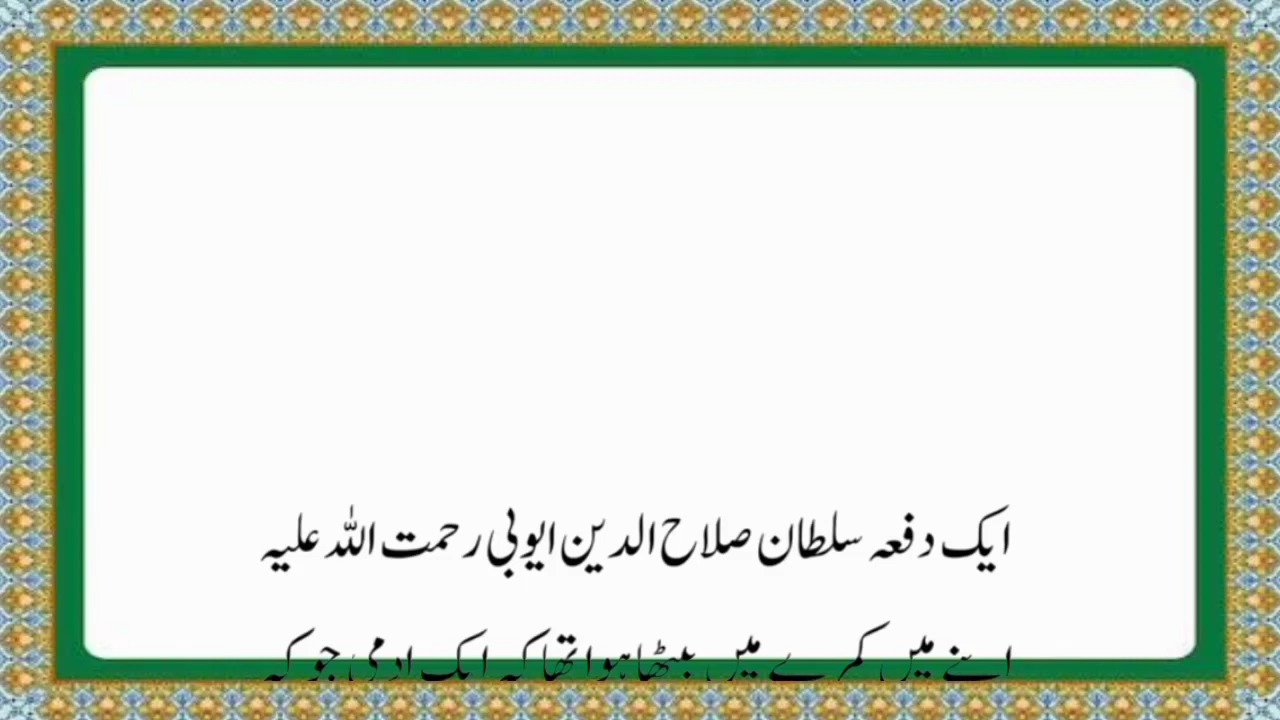 ایک دفعہ سلطان صلاح الدین ایوبی رحمت اللہ علیہ
اپنے میں کمرے میں بیٹھا ہوا تھا کہ ایک ادمی جو کہ